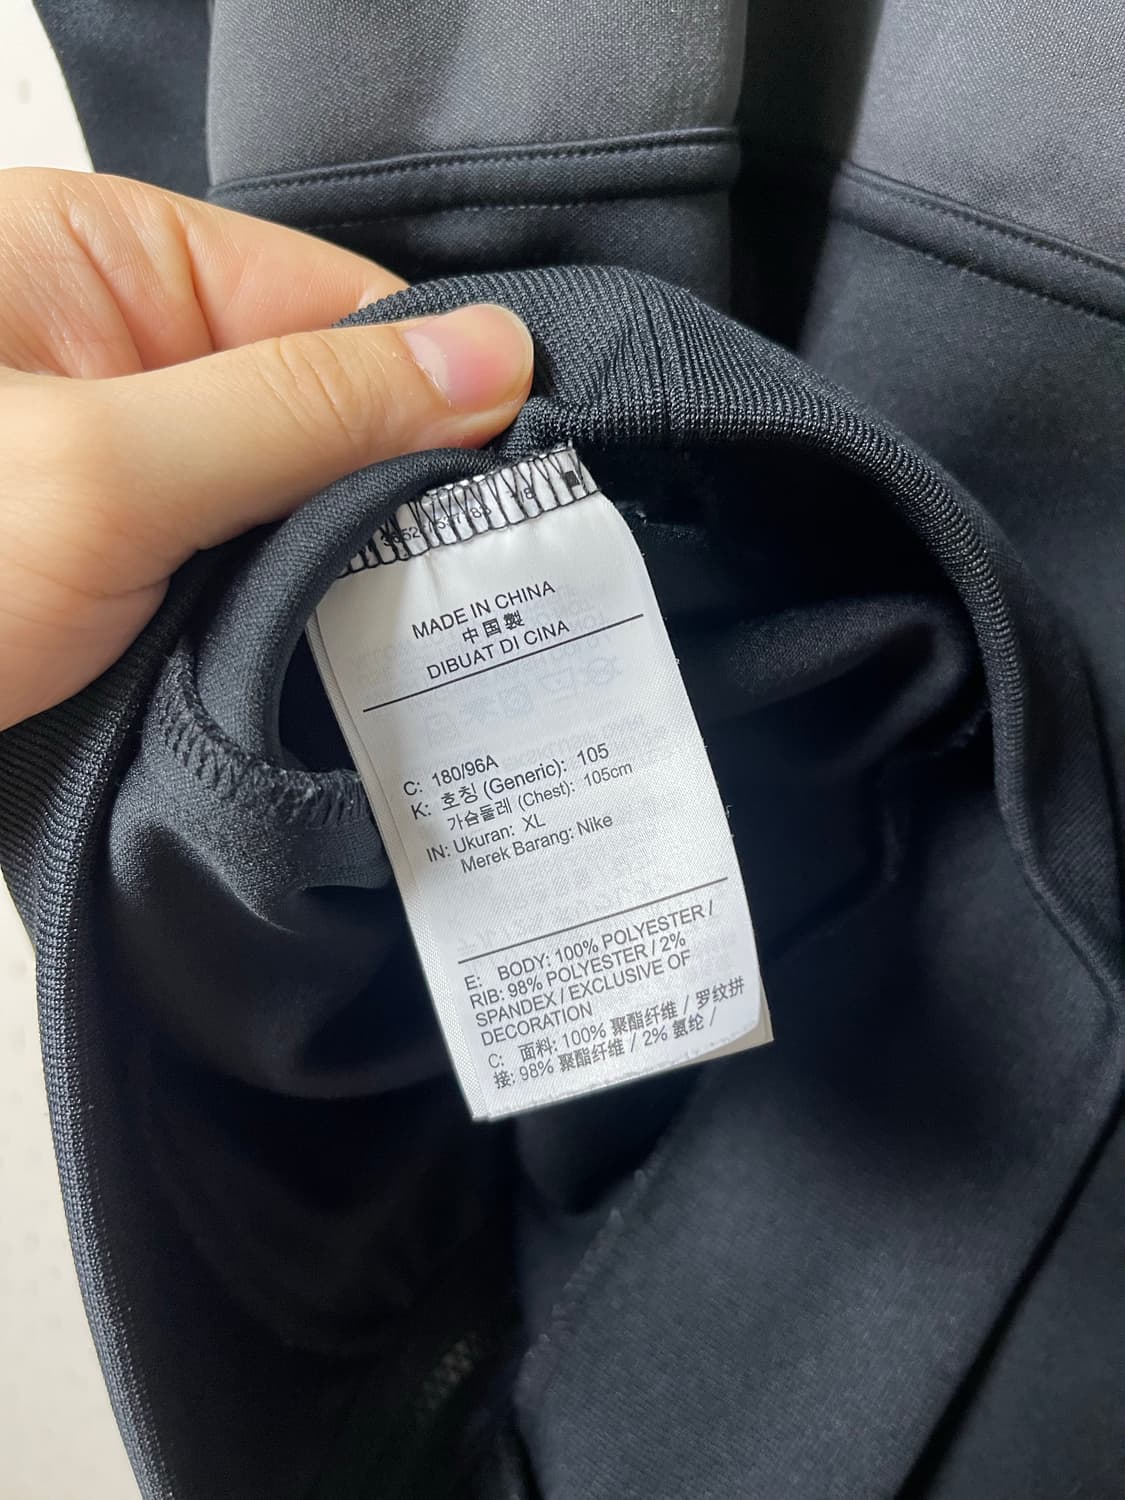 MADE IN CHINA
中国製
DIBUAT DI CINA
C: 180/96A
K: 호칭 (Generic): 105
가슴둘레 (Chest): 105cm
IN: Ukuran: XL
Merek Barang: Nike
E: BODY: 100% POLYESTER /
RIB: 98% POLYESTER / 2%
SPANDEX / EXCLUSIVE OF
DECORATION
C: 面料: 100% 聚酯纤维 / 罗纹拼
接: 98% 聚酯纤维 / 2% 氨纶 /